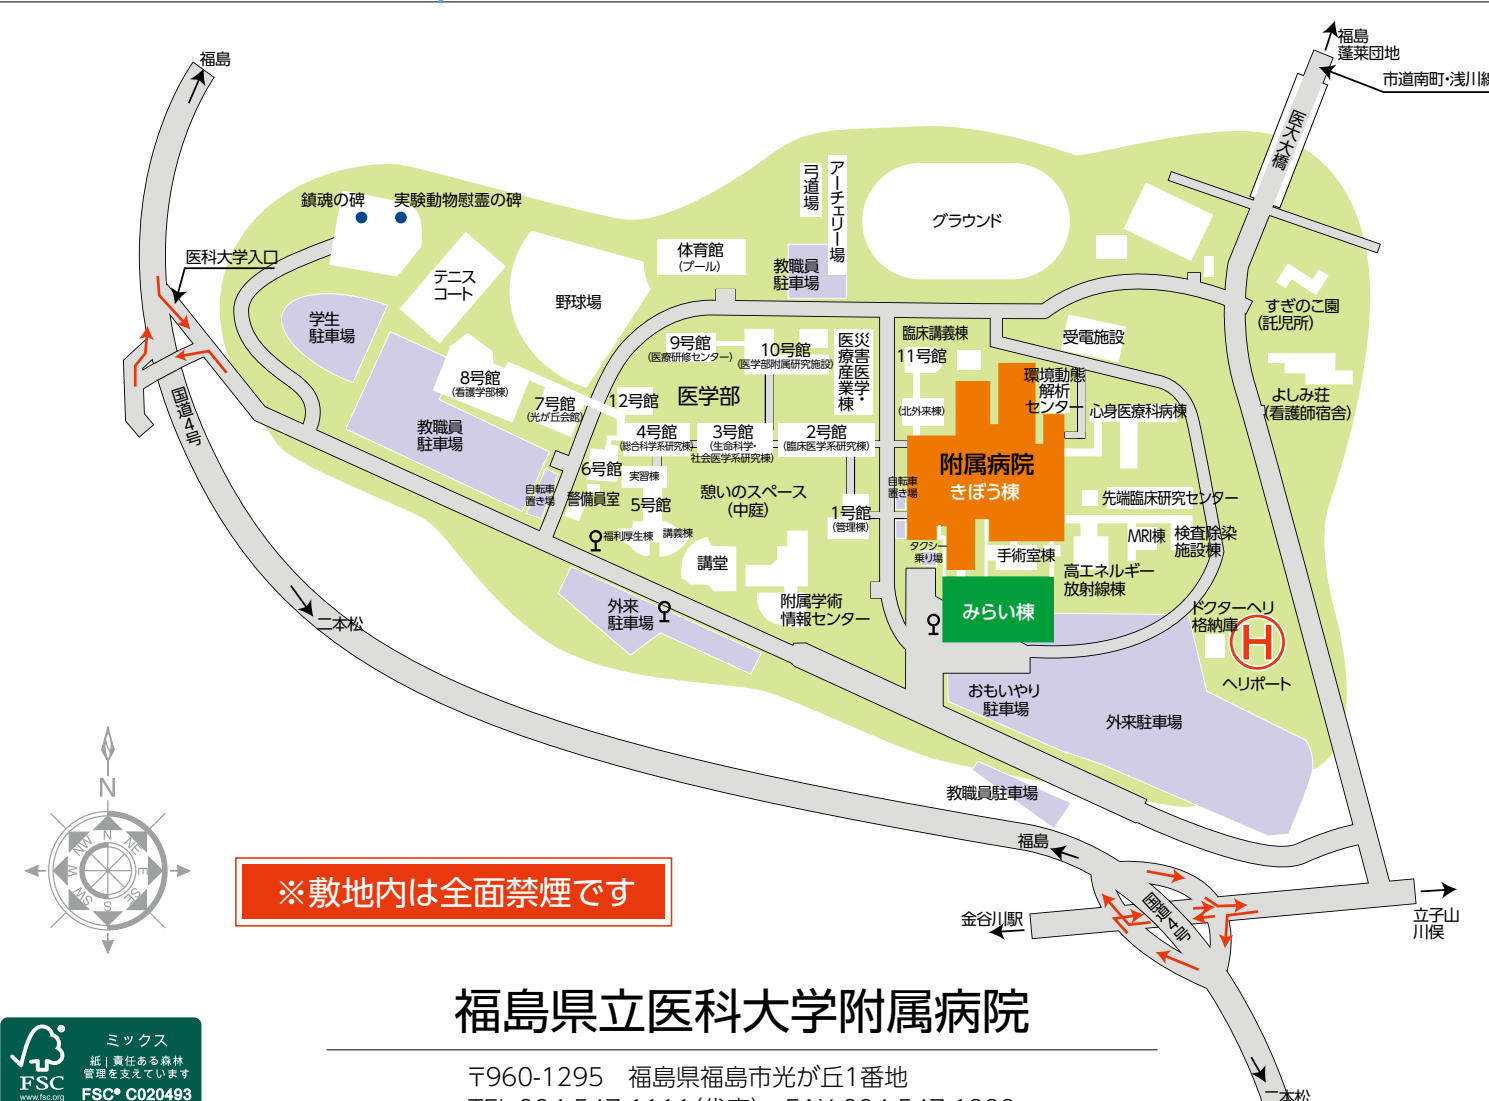 福島
福島
蓬莱団地
市道南町・浅川線
医大大橋
鎮魂の碑
実験動物慰霊の碑
弓道場
アーチェリー場
グラウンド
医科大学入口
体育館
(プール)
教職員
駐車場
テニス
コート
野球場
学生
駐車場
すぎのこ園
(託児所)
9号館
(医療研修センター)
10号館
(医学部附属研究施設)
災害医学・
医療産業棟
臨床講義棟
11号館
受電施設
8号館
(看護学部棟)
7号館
(光が丘会館)
12号館
医学部
(北外来棟)
環境動態
解析
センター
心身医療科病棟
よしみ荘
(看護師宿舎)
国道4号
教職員
駐車場
4号館
(総合科学系研究棟)
3号館
(生命科学・
社会医学系研究棟)
2号館
(臨床医学系研究棟)
附属病院
きぼう棟
6号館
実習棟
自転車
置き場
警備員室
5号館
憩いのスペース
(中庭)
1号館
(管理棟)
自転車
置き場
先端臨床研究センター
福利厚生棟
講義棟
講堂
タクシー
乗り場
手術室棟
MRI棟
検査除染
施設棟
高エネルギー
放射線棟
附属学術
情報センター
みらい棟
ドクターヘリ
格納庫
H
ヘリポート
外来
駐車場
二本松
おもいやり
駐車場
外来駐車場
教職員駐車場
N
N
NE
E
SE
S
SW
W
NW
※敷地内は全面禁煙です
福島
国道4号
金谷川駅
立子山
川俣
二本松
福島県立医科大学附属病院
〒960-1295 福島県福島市光が丘1番地
ミックス
紙｜責任ある森林
管理を支えています
FSC
www.fsc.org
FSC® C020493